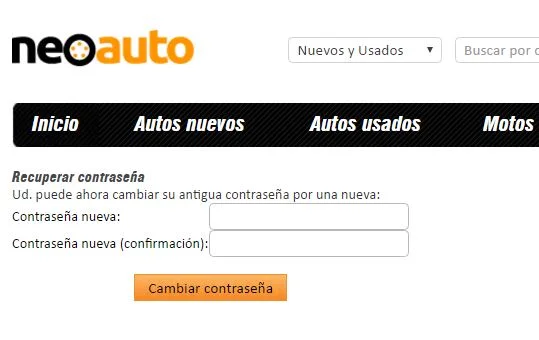 neoauto
Nuevos y Usados
Buscar por
Inicio Autos nuevos Autos usados Motos
Recuperar contraseña
Ud. puede ahora cambiar su antigua contraseña por una nueva:
Contraseña nueva:
Contraseña nueva (confirmación):
Cambiar contraseña